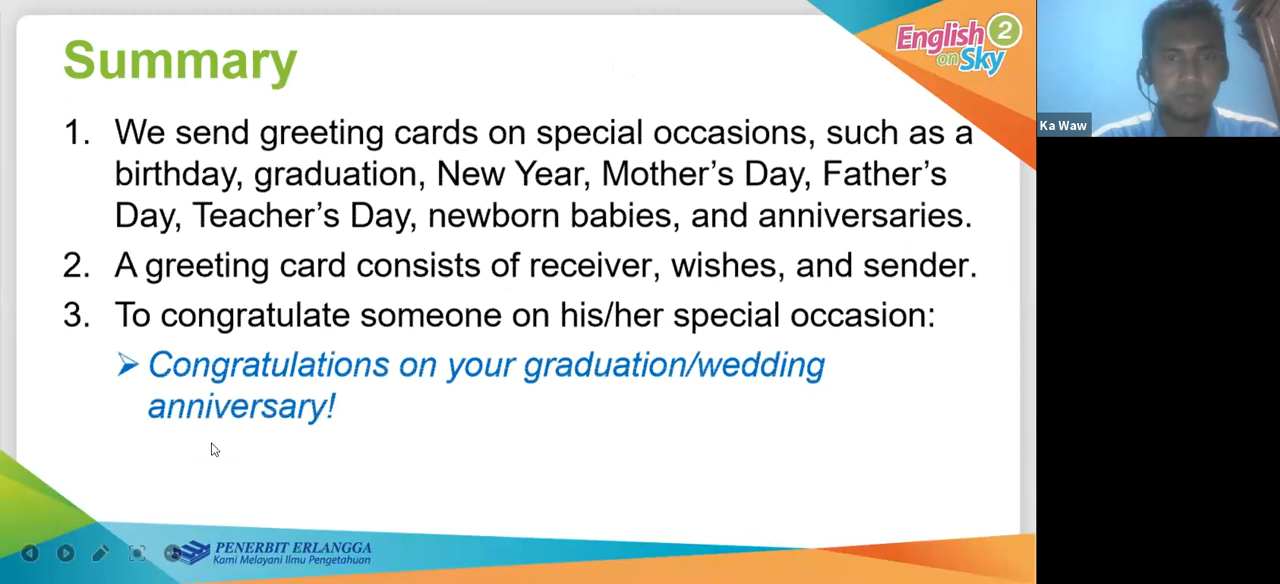 Summary
English 2
on Sky
1. We send greeting cards on special occasions, such as a
birthday, graduation, New Year, Mother’s Day, Father’s
Day, Teacher’s Day, newborn babies, and anniversaries.
2. A greeting card consists of receiver, wishes, and sender.
3. To congratulate someone on his/her special occasion:
➢ Congratulations on your graduation/wedding
anniversary!
Ka Waw
PENERBIT ERLANGGA
Kami Melayani Ilmu Pengetahuan